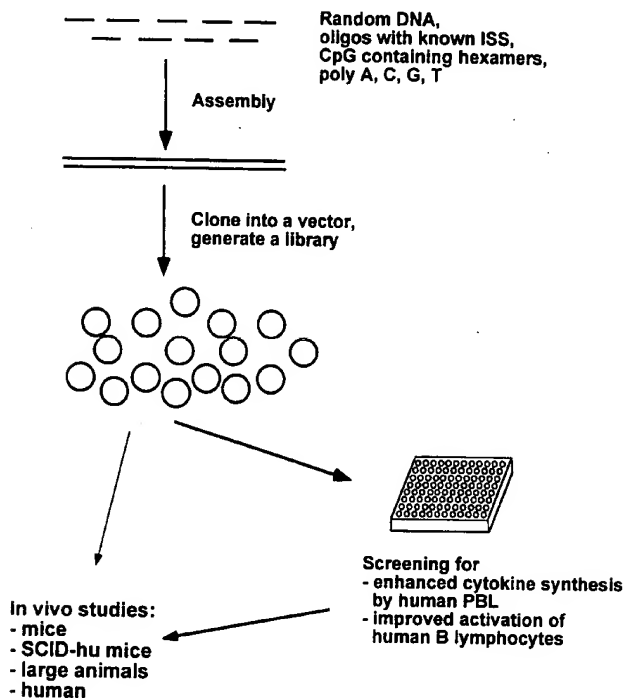 Random DNA,
oligos with known ISS,
CpG containing hexamers,
poly A, C, G, T
Assembly
Clone into a vector,
generate a library
Screening for
- enhanced cytokine synthesis
by human PBL
- improved activation of
human B lymphocytes
In vivo studies:
- mice
- SCID-hu mice
- large animals
- human